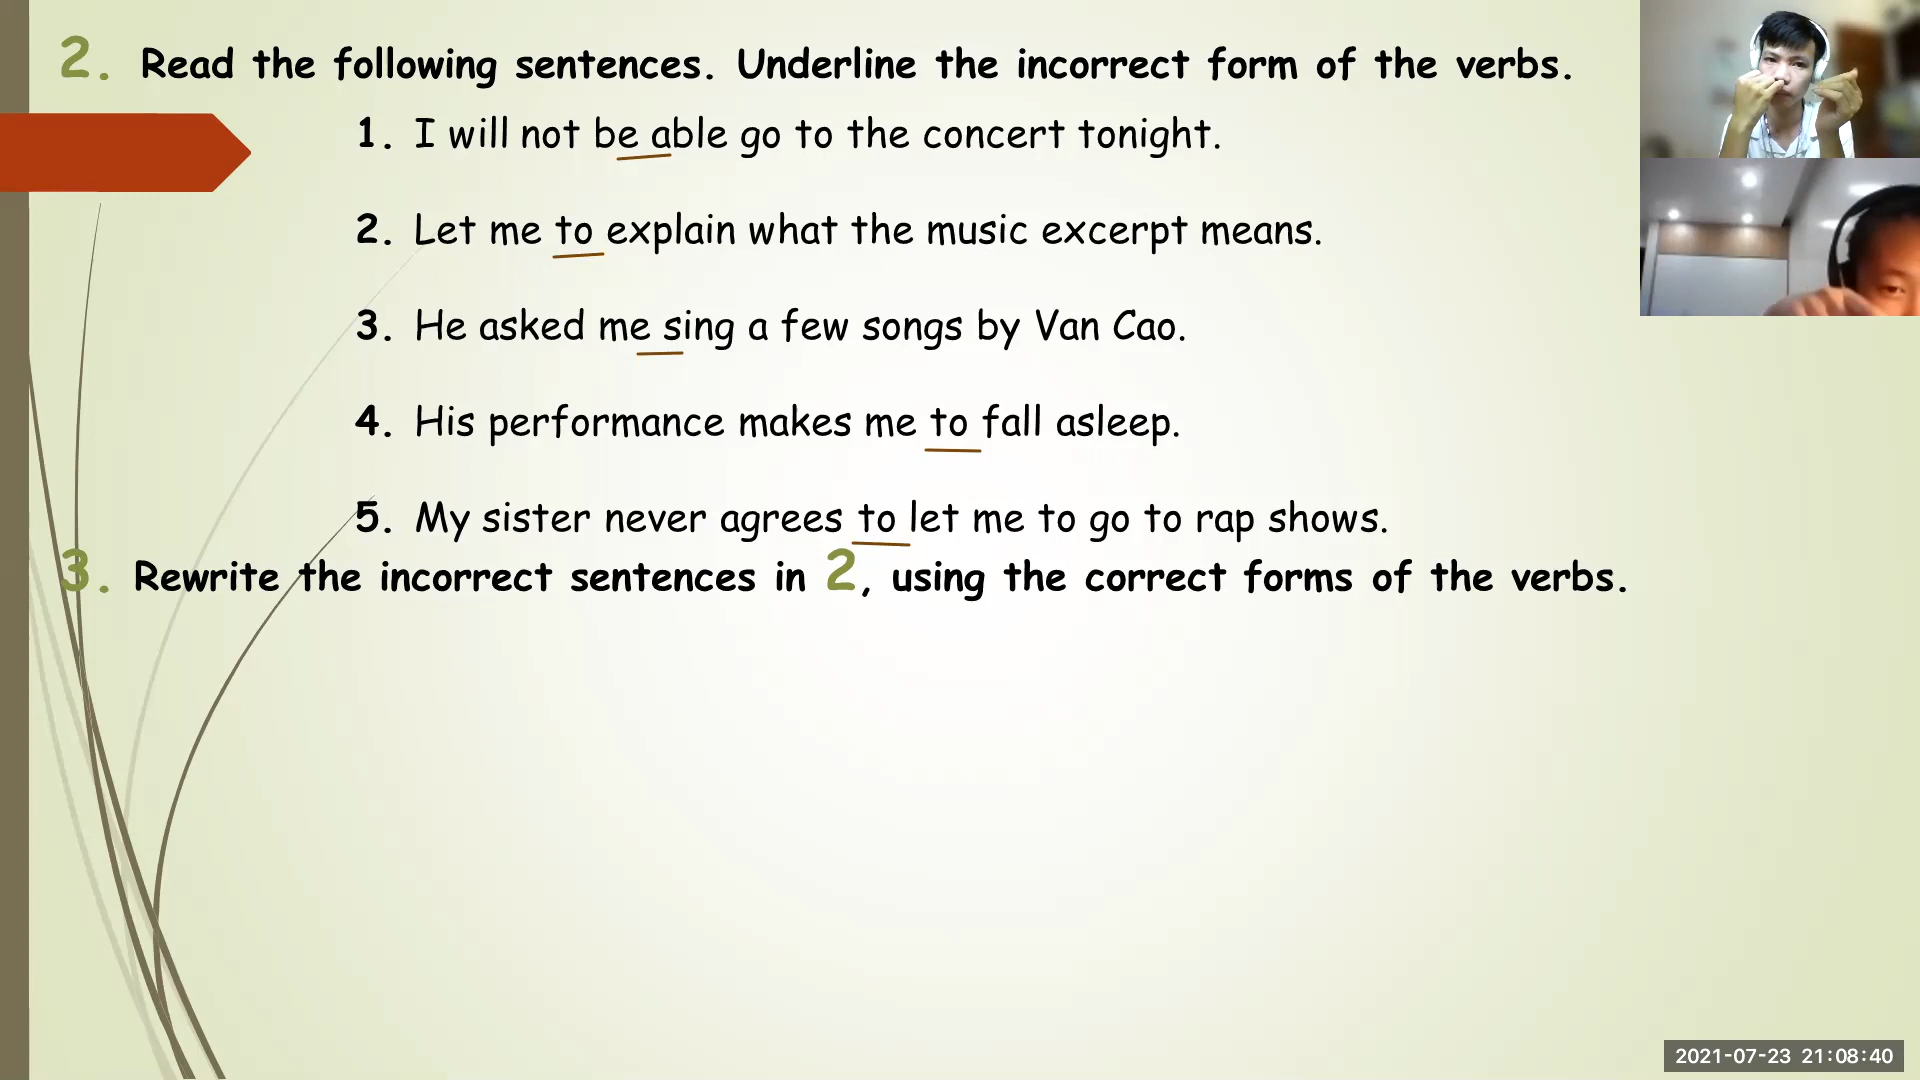 2. Read the following sentences. Underline the incorrect form of the verbs.
1. I will not be able go to the concert tonight.
2. Let me to explain what the music excerpt means.
3. He asked me sing a few songs by Van Cao.
4. His performance makes me to fall asleep.
5. My sister never agrees to let me to go to rap shows.
3. Rewrite the incorrect sentences in 2, using the correct forms of the verbs.
2021-07-23 21:08:40